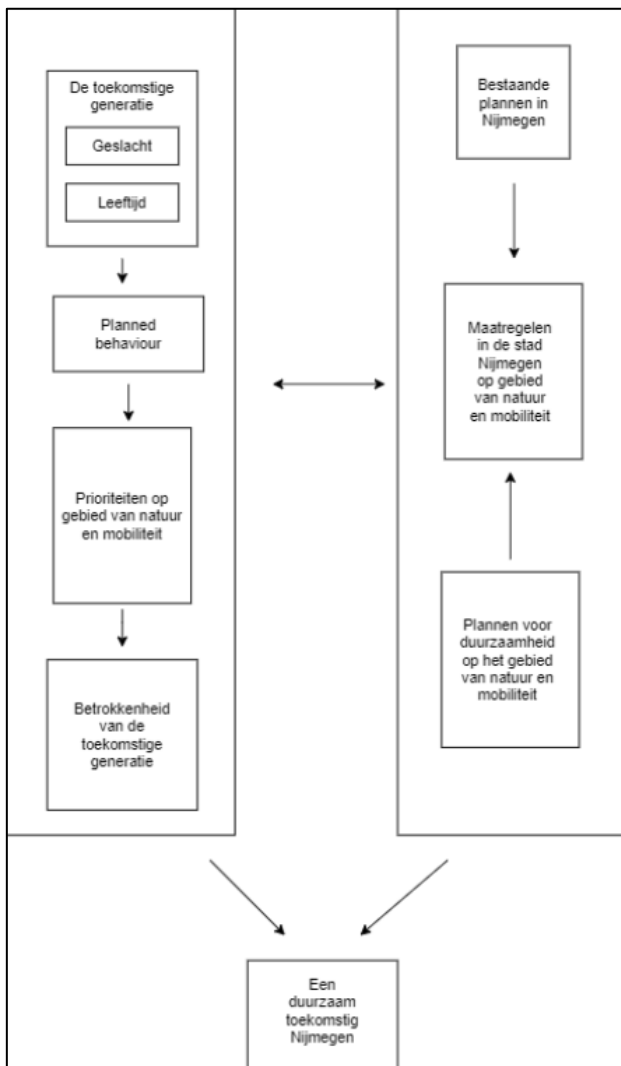 De toekomstige
generatie
Geslacht
Leeftijd
Planned
behaviour
Prioriteiten op
gebied van natuur
en mobiliteit
Betrokkenheid
van de
toekomstige
generatie
Bestaande
plannen in
Nijmegen
Maatregelen
in de stad
Nijmegen
op gebied
van natuur
en mobiliteit
Plannen voor
duurzaamheid
op het gebied
van natuur en
mobiliteit
Een
duurzaam
toekomstig
Nijmegen